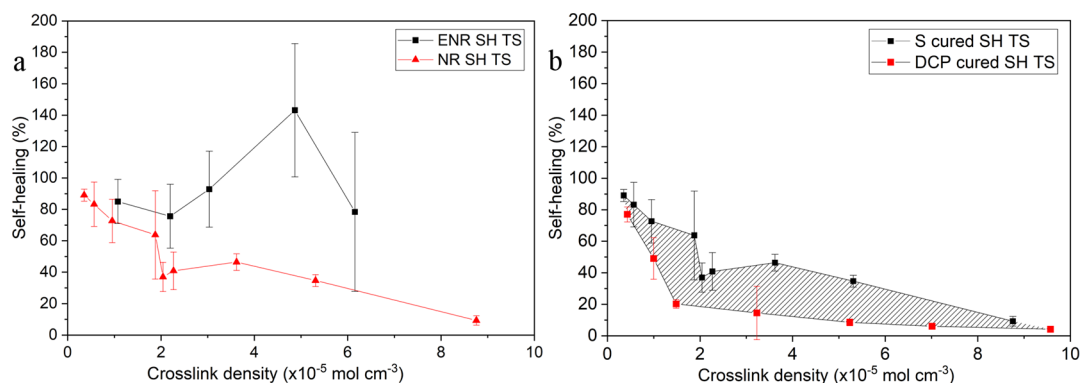 a
200
180
160
140
120
100
80
60
40
20
0
Self-healing (%)
ENR SH TS
NR SH TS
0 2 4 6 8 10
Crosslink density (x10⁻⁵ mol cm⁻³)
b
200
180
160
140
120
100
80
60
40
20
0
Self-healing (%)
S cured SH TS
DCP cured SH TS
0 2 4 6 8 10
Crosslink density (x10⁻⁵ mol cm⁻³)